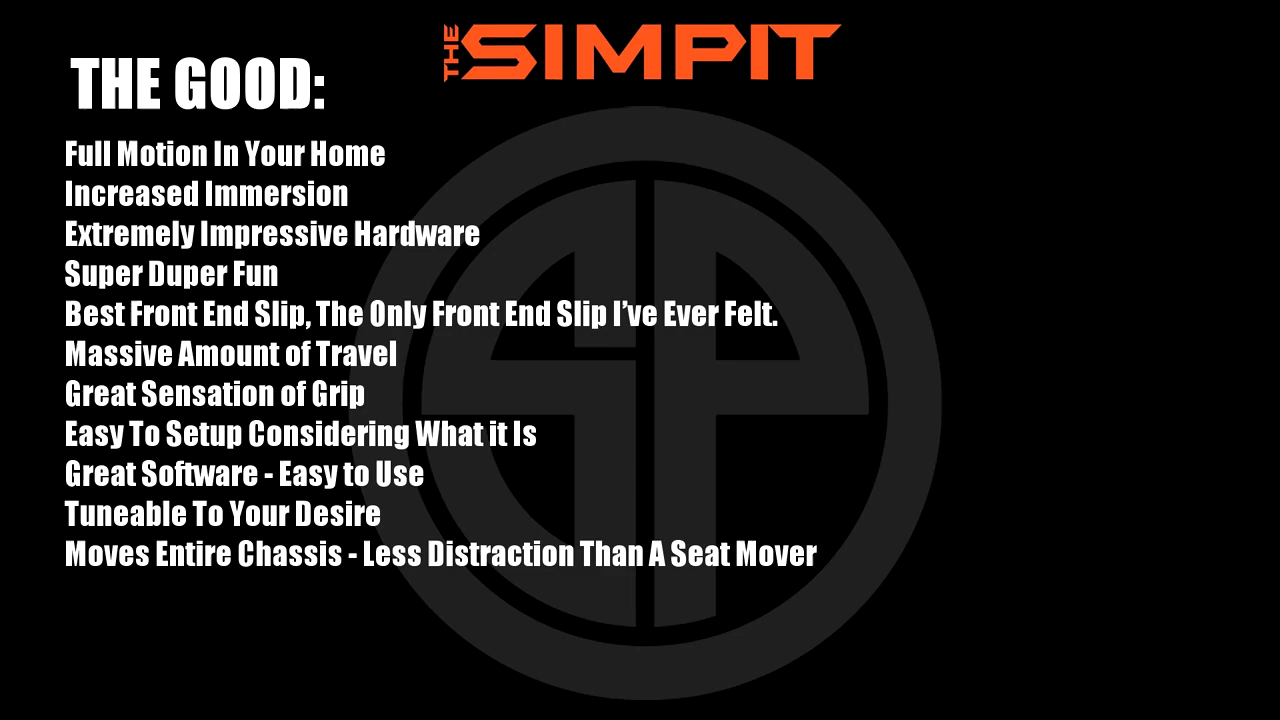 THE SIMPIT
THE GOOD:
Full Motion In Your Home
Increased Immersion
Extremely Impressive Hardware
Super Duper Fun
Best Front End Slip, The Only Front End Slip I’ve Ever Felt.
Massive Amount of Travel
Great Sensation of Grip
Easy To Setup Considering What it Is
Great Software - Easy to Use
Tuneable To Your Desire
Moves Entire Chassis - Less Distraction Than A Seat Mover